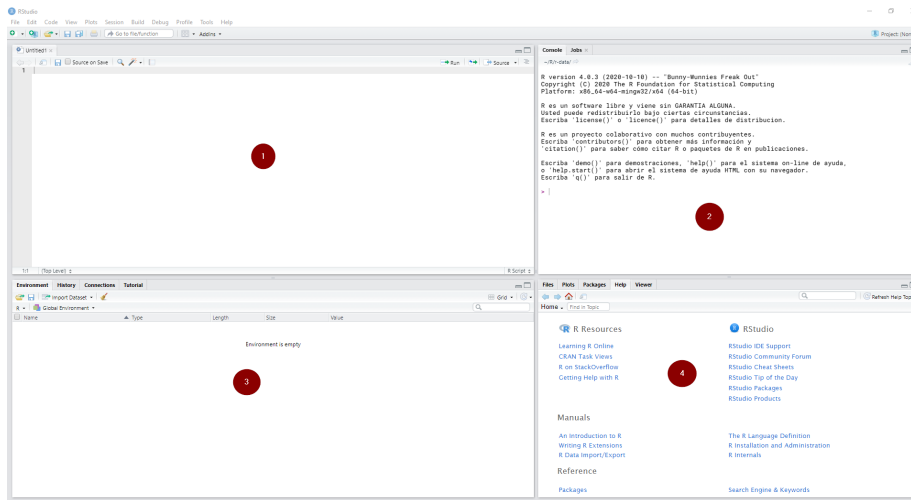 RStudio
File Edit Code View Plots Session Build Debug Profile Tools Help
Go to file/function
Addins
Project: (Non
Untitled1
Source on Save
Run
Source
1
1
1:1
(Top Level)
R Script
Console Jobs
~/R/r-data/
R version 4.0.3 (2020-10-10) -- "Bunny-Wunnies Freak Out"
Copyright (C) 2020 The R Foundation for Statistical Computing
Platform: x86_64-w64-mingw32/x64 (64-bit)
R es un software libre y viene sin GARANTIA ALGUNA.
Usted puede redistribuirlo bajo ciertas circunstancias.
Escriba 'license()' o 'licence()' para detalles de distribucion.
R es un proyecto colaborativo con muchos contribuyentes.
Escriba 'contributors()' para obtener más información y
'citation()' para saber cómo citar R o paquetes de R en publicaciones.
Escriba 'demo()' para demostraciones, 'help()' para el sistema on-line de ayuda,
o 'help.start()' para abrir el sistema de ayuda HTML con su navegador.
Escriba 'q()' para salir de R.
>
2
Environment History Connections Tutorial
Import Dataset
Grid
R Global Environment
Name Type Length Size Value
Environment is empty
3
Files Plots Packages Help Viewer
Refresh Help Top
Home Find in Topic
R Resources
Learning R Online
CRAN Task Views
R on StackOverflow
Getting Help with R
4
RStudio
RStudio IDE Support
RStudio Community Forum
RStudio Cheat Sheets
RStudio Tip of the Day
RStudio Packages
RStudio Products
Manuals
An Introduction to R
Writing R Extensions
R Data Import/Export
The R Language Definition
R Installation and Administration
R Internals
Reference
Packages
Search Engine & Keywords